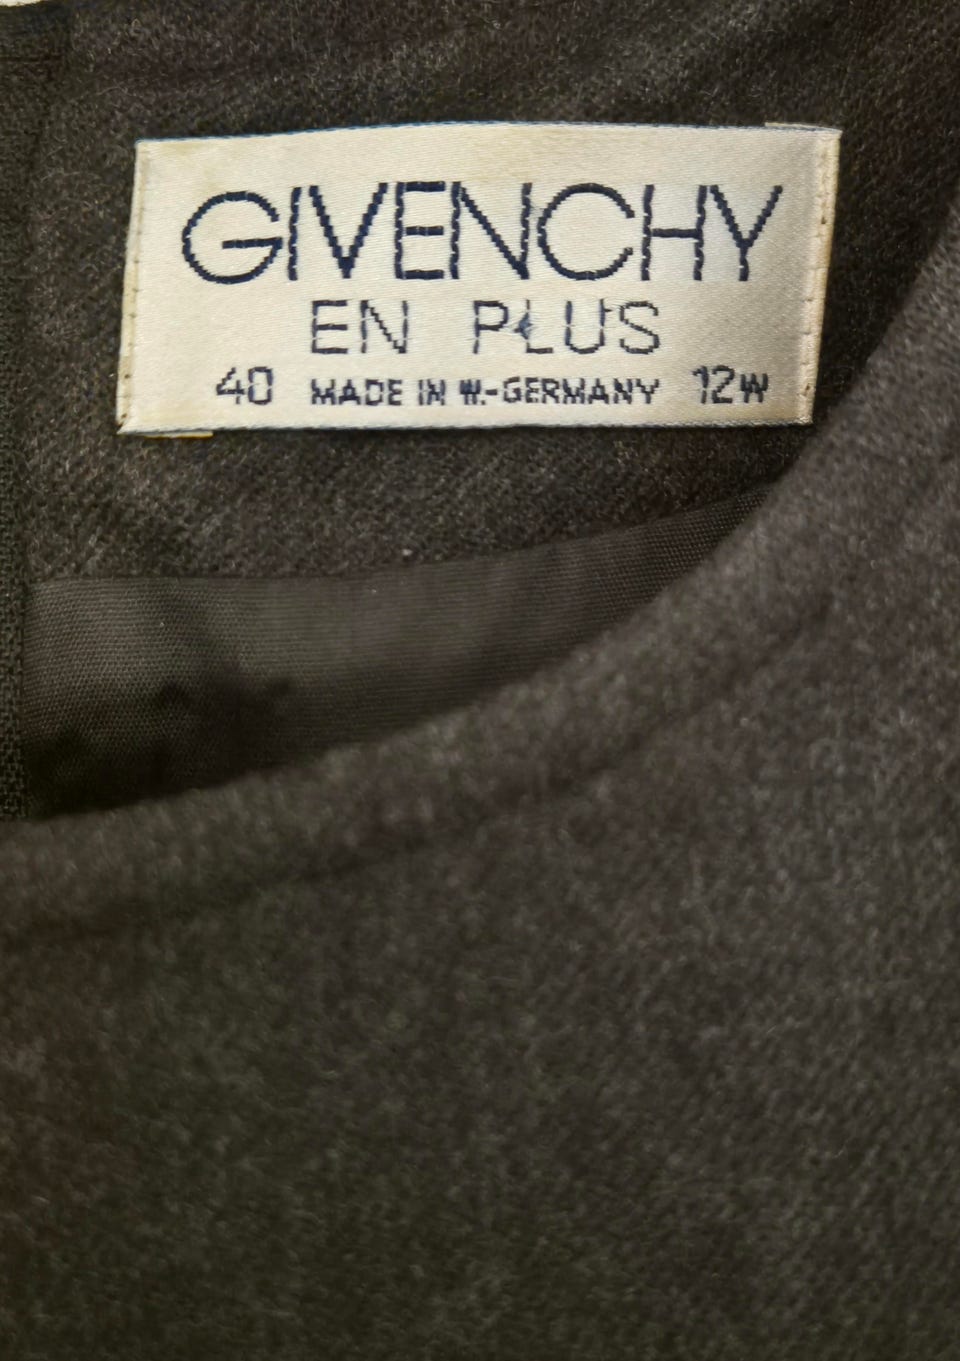 GIVENCHY
EN PLUS
40 MADE IN W.-GERMANY 12W